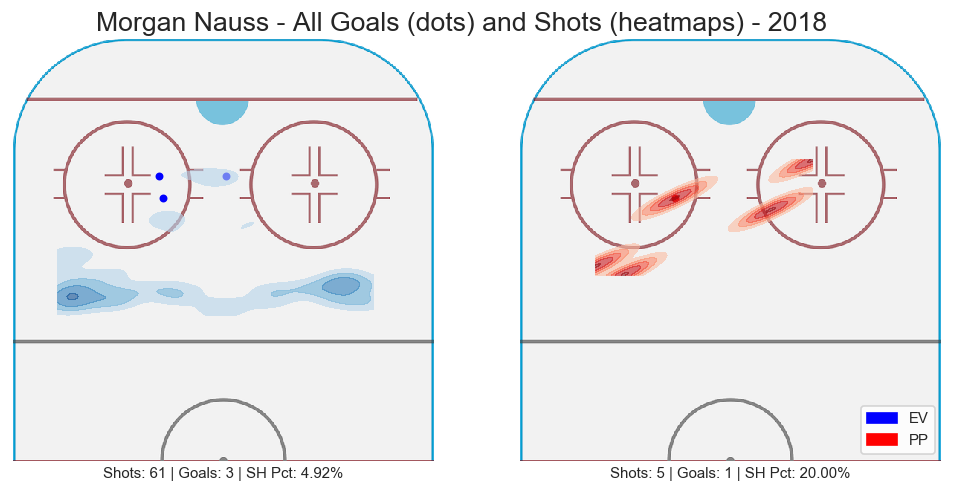 Morgan Nauss - All Goals (dots) and Shots (heatmaps) - 2018
EV
PP
Shots: 61 | Goals: 3 | SH Pct: 4.92%
Shots: 5 | Goals: 1 | SH Pct: 20.00%